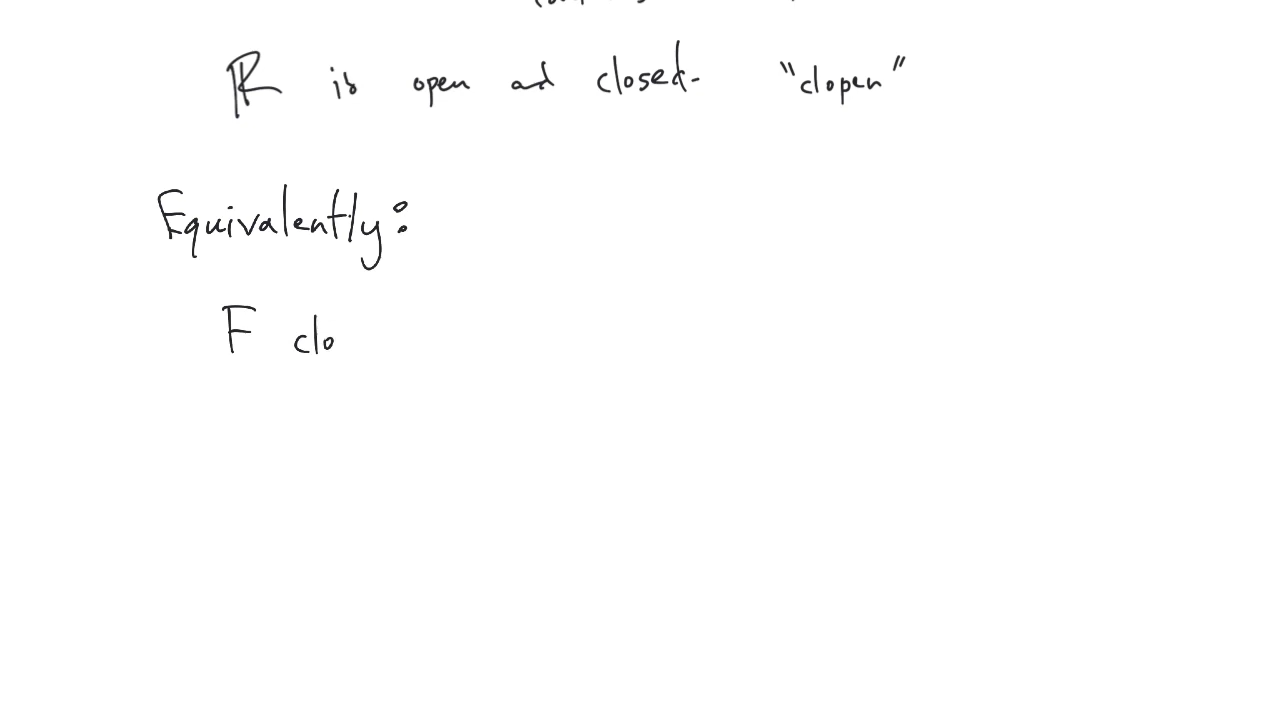 ℝ is open and closed. "clopen"
Equivalently:
F clo